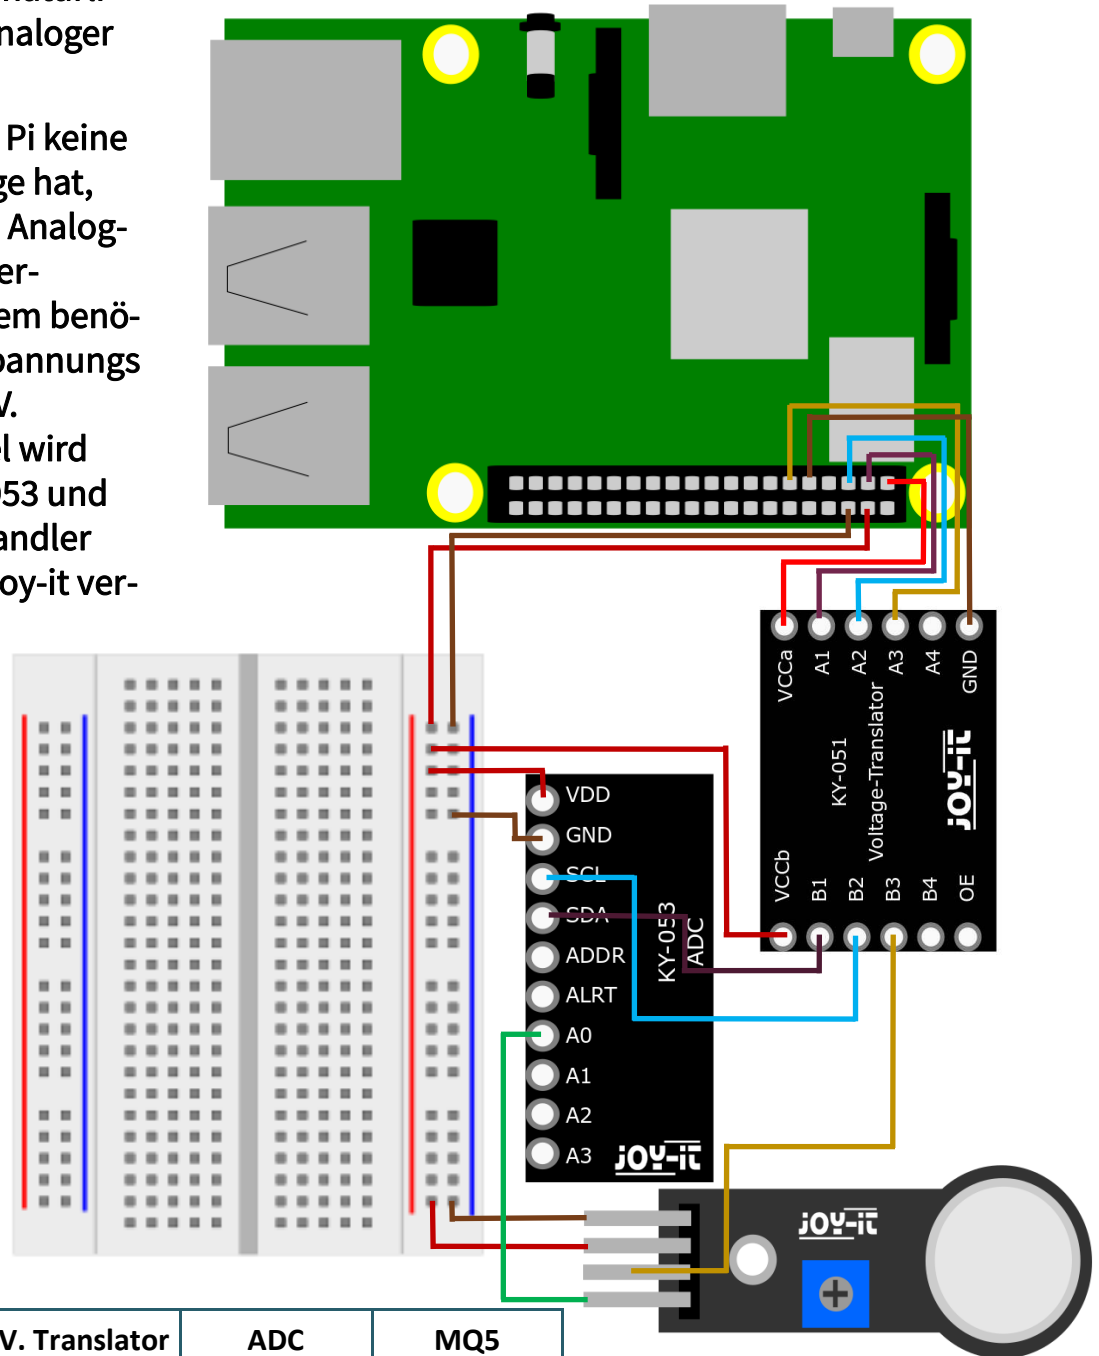 naloger
Pi keine
ge hat,
Analog-
er-
em benö-
pannungs
V.
el wird
053 und
andler
oy-it ver-
VCCa
A1
A2
A3
A4
GND
KY-051
Voltage-Translator
JOY-iT
VCCb
B1
B2
B3
B4
OE
VDD
GND
SCL
SDA
ADDR
ALRT
A0
A1
A2
A3
KY-053
ADC
JOY-iT
JOY-iT
V. Translator
ADC
MQ5